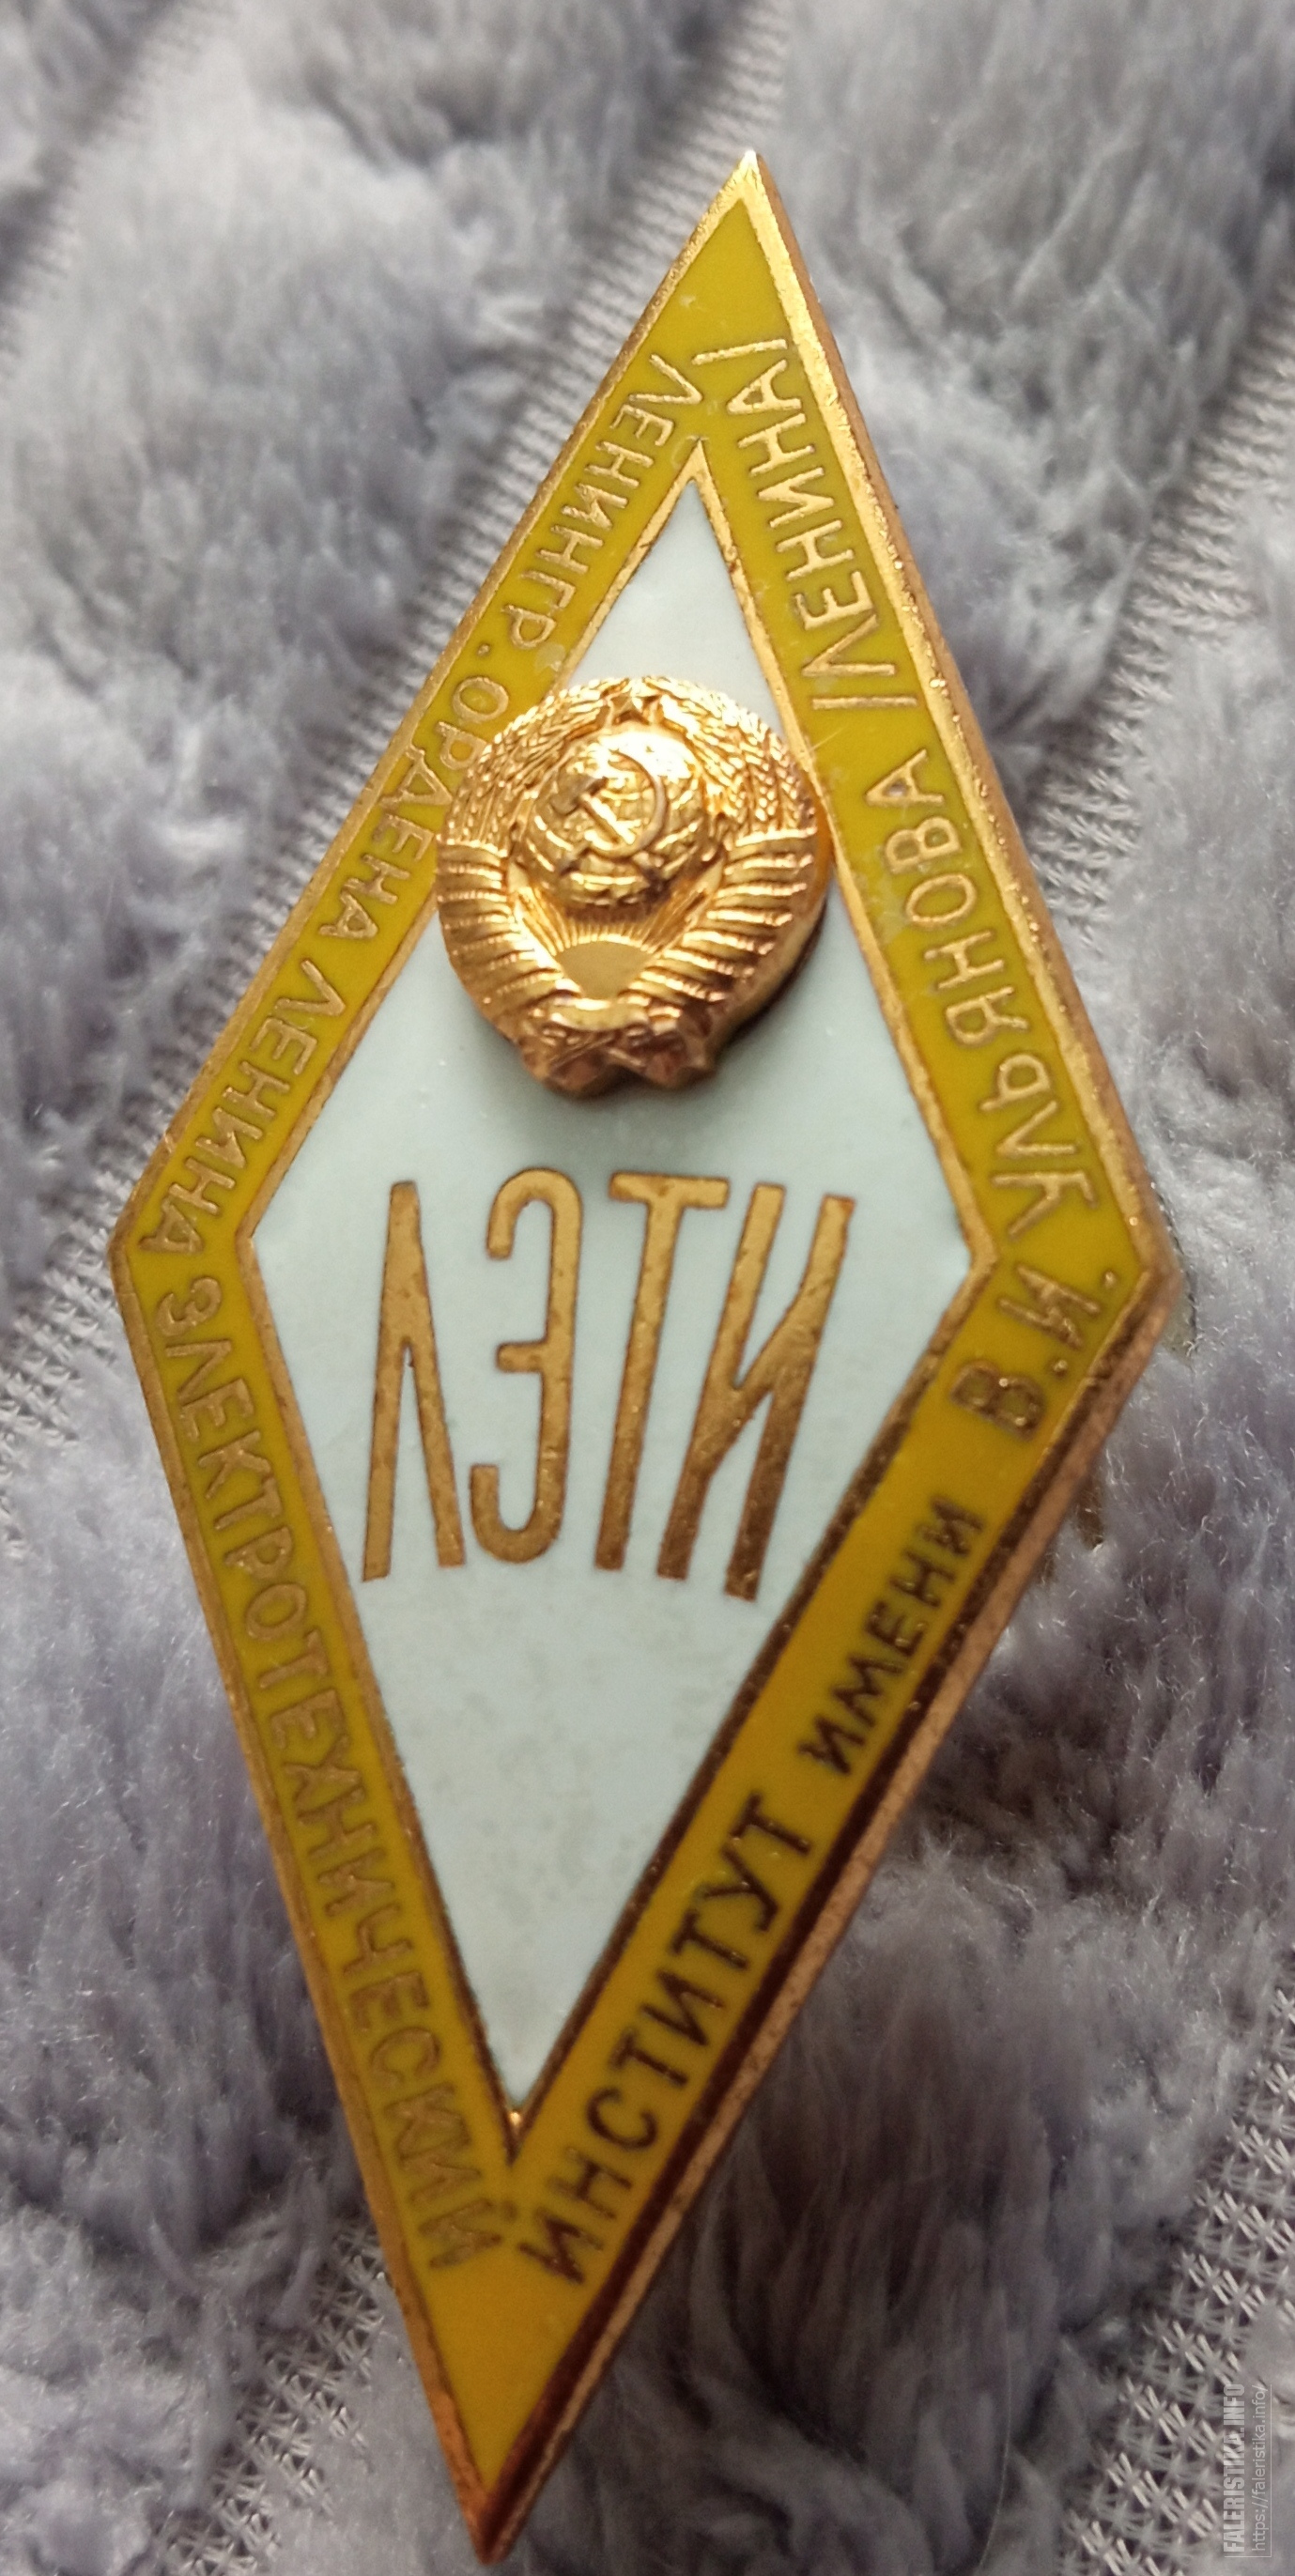 ЛЕНИНГР. ОРДЕНА ЛЕНИНА
ЭЛЕКТРОТЕХНИЧЕСКИЙ
ИНСТИТУТ ИМЕНИ
В.И. УЛЬЯНОВА /ЛЕНИНА/
ЛЭТИ
FALERISTIKA.INFO
https://faleristika.info/